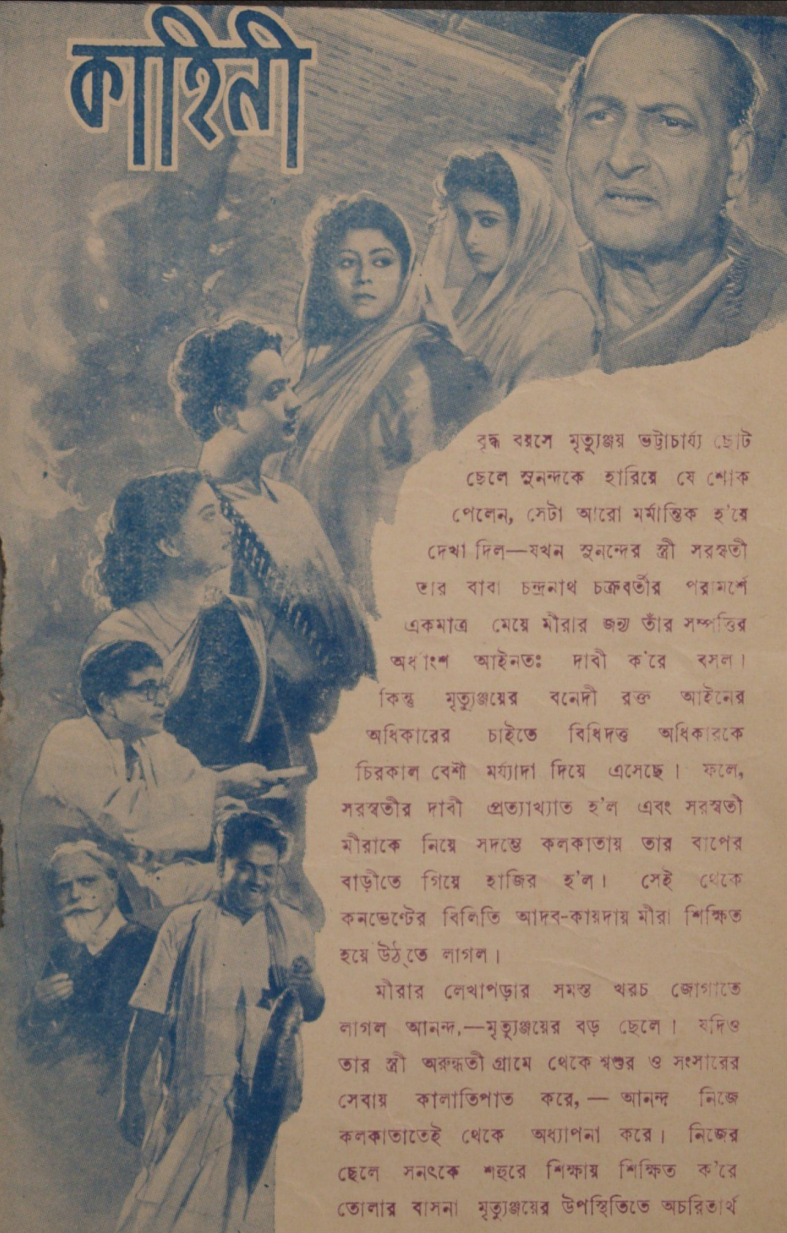 কাহিনী
বৃদ্ধ বয়সে মৃত্যুঞ্জয় ভট্টাচার্য্য ছোট
ছেলে সুনন্দকে হারিয়ে যে শোক
পেলেন, সেটা আরো মর্মান্তিক হ'য়ে
দেখা দিল—যখন সুনন্দের স্ত্রী সরস্বতী
তার বাবা চন্দ্রনাথ চক্রবর্তীর পরামর্শে
একমাত্র মেয়ে মীরার জন্য তাঁর সম্পত্তির
অর্ধাংশ আইনতঃ দাবী ক'রে বসল।
কিন্তু মৃত্যুঞ্জয়ের বনেদী রক্ত আইনের
অধিকারের চাইতে বিধিদত্ত অধিকারকে
চিরকাল বেশী মর্য্যাদা দিয়ে এসেছে। ফলে,
সরস্বতীর দাবী প্রত্যাখ্যাত হ'ল এবং সরস্বতী
মীরাকে নিয়ে সদম্ভে কলকাতায় তার বাপের
বাড়ীতে গিয়ে হাজির হ'ল। সেই থেকে
কনভেণ্টের বিলিতি আদব-কায়দায় মীরা শিক্ষিত
হয়ে উঠ্‌তে লাগল।
মীরার লেখাপড়ার সমস্ত খরচ জোগাতে
লাগল আনন্দ,—মৃত্যুঞ্জয়ের বড় ছেলে। যদিও
তার স্ত্রী অরুন্ধতী গ্রামে থেকে শ্বশুর ও সংসারের
সেবায় কালাতিপাত করে, — আনন্দ নিজে
কলকাতাতেই থেকে অধ্যাপনা করে। নিজের
ছেলে সনৎকে শহুরে শিক্ষায় শিক্ষিত ক'রে
তোলার বাসনা মৃত্যুঞ্জয়ের উপস্থিতিতে অচরিতার্থ